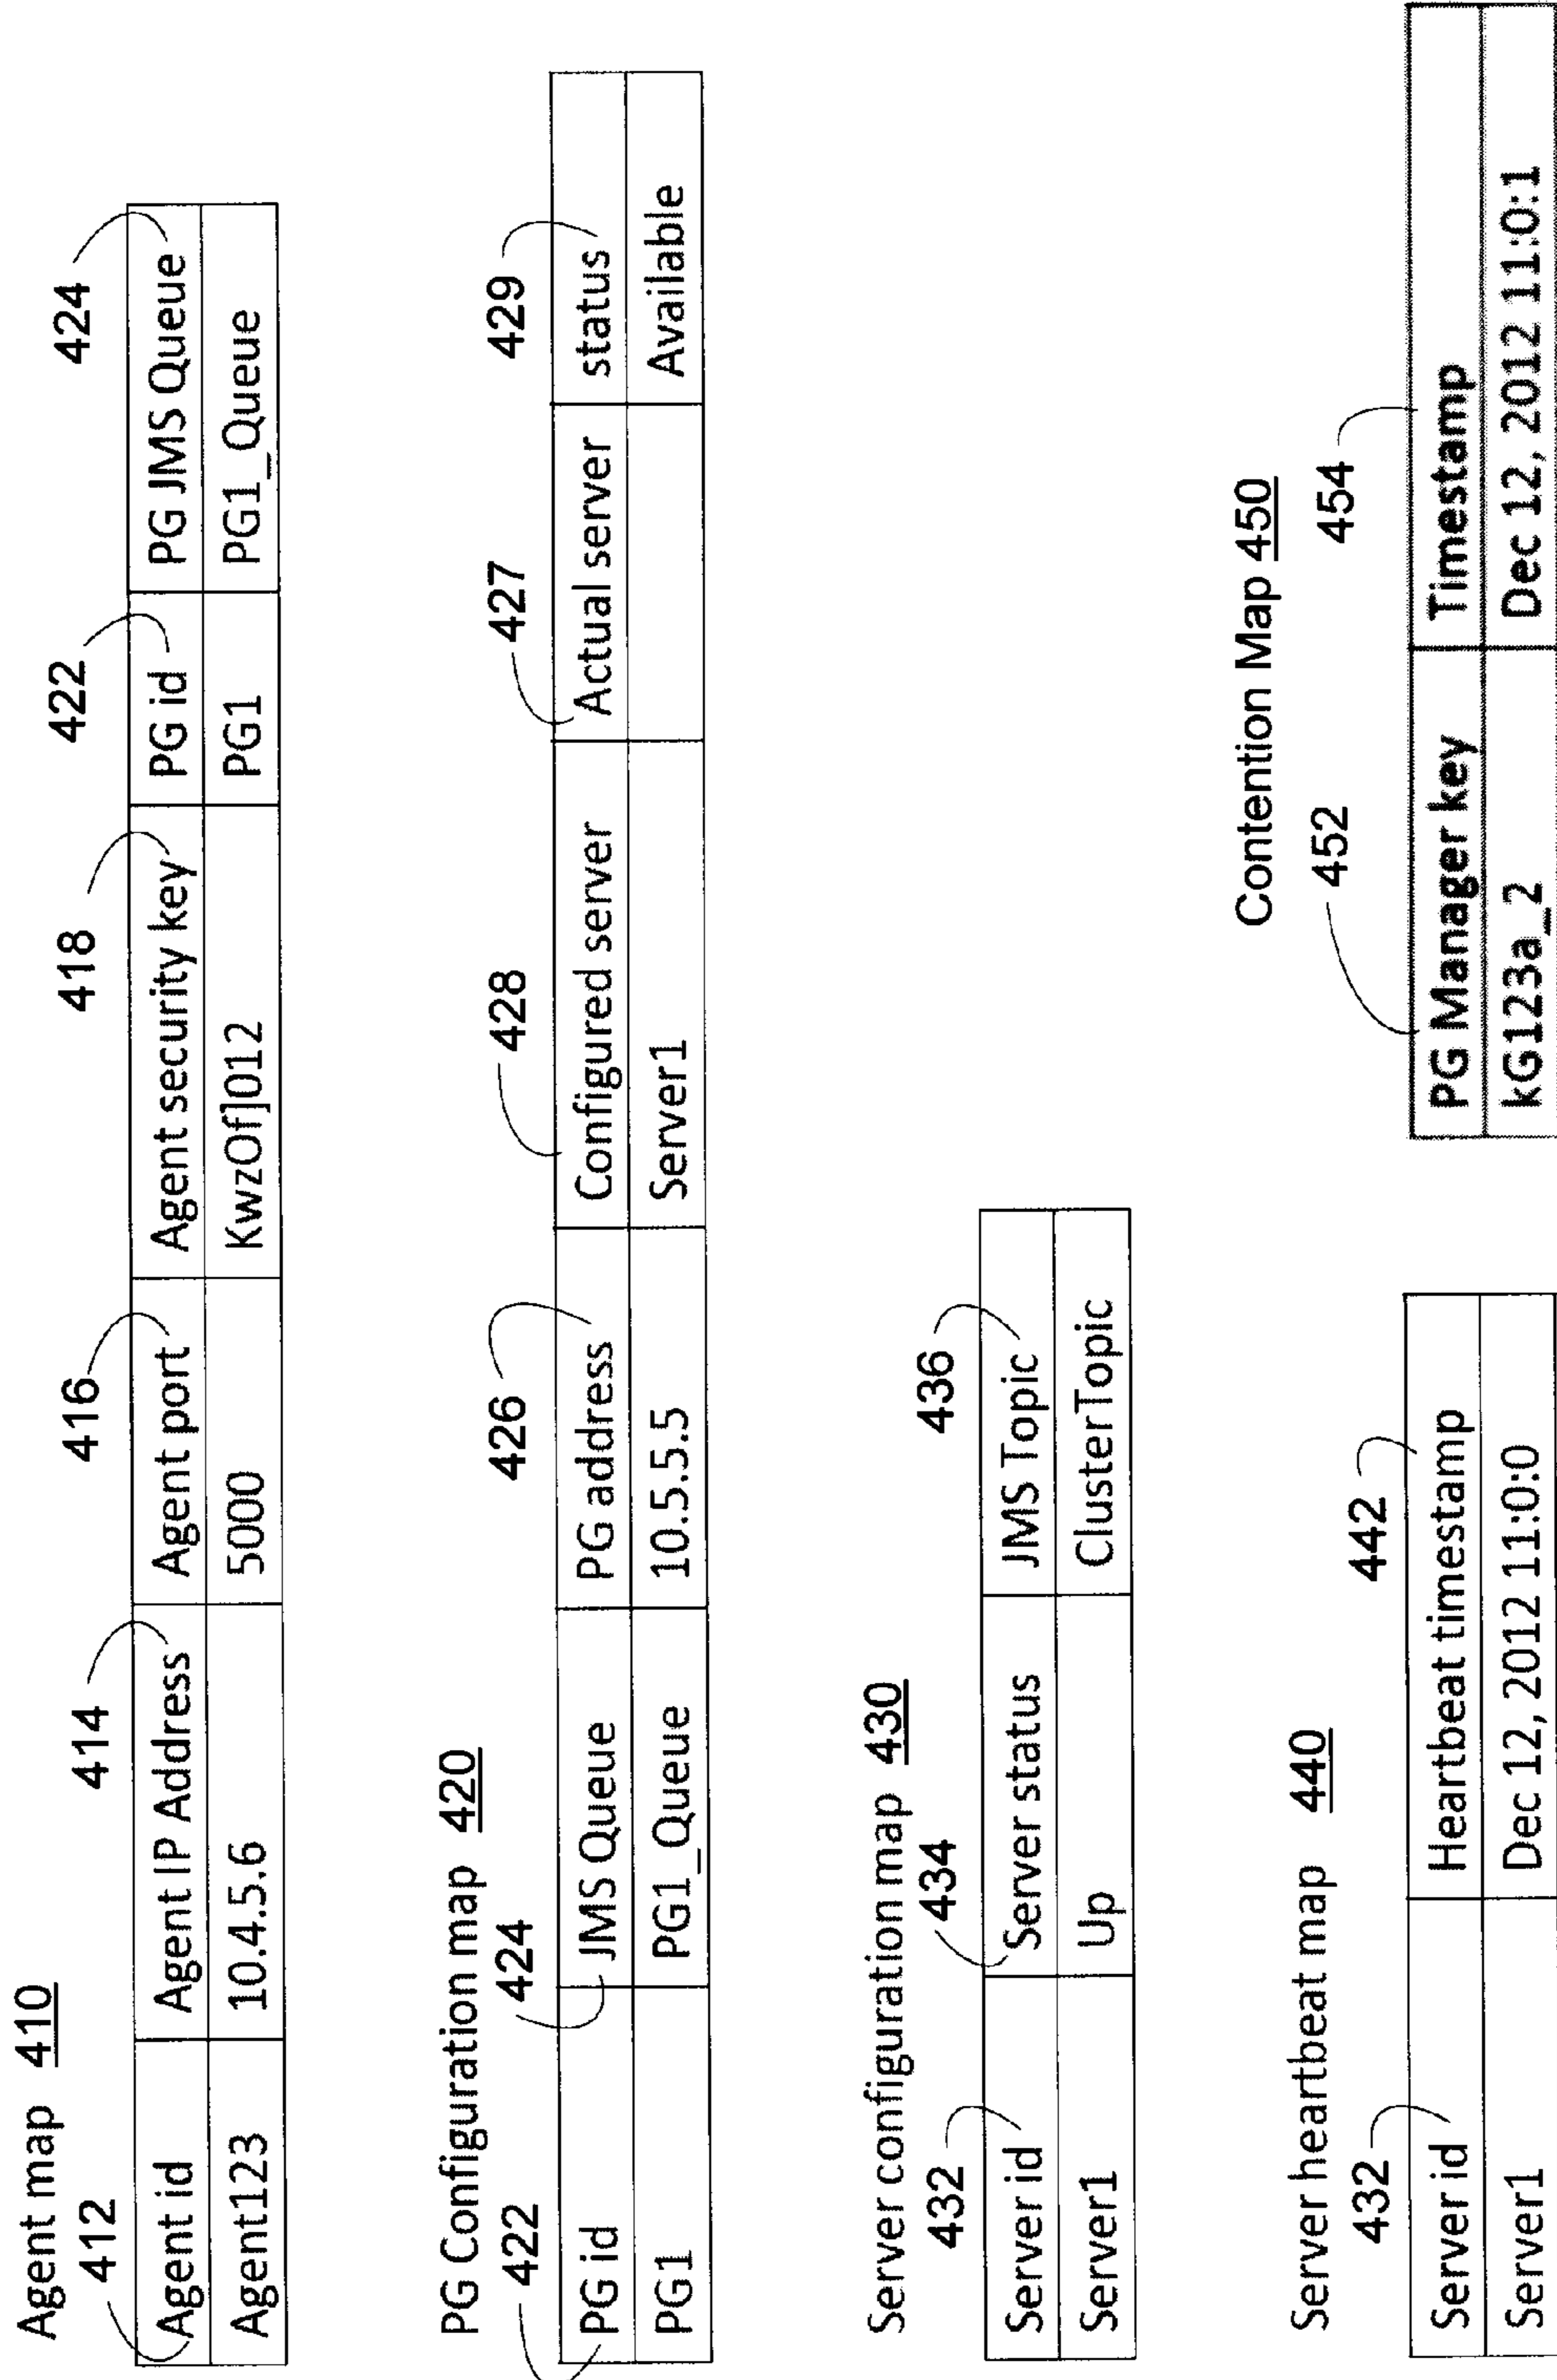 Agent map 410
412 414 416 418 422 424
Agent id Agent IP Address Agent port Agent security key PG id PG JMS Queue
Agent123 10.4.5.6 5000 KwzOf]012 PG1 PG1_Queue
PG Configuration map 420
422 424 426 428 427 429
PG id JMS Queue PG address Configured server Actual server status
PG1 PG1_Queue 10.5.5.5 Server1 Available
Server configuration map 430
432 434 436
Server id Server status JMS Topic
Server1 Up ClusterTopic
Server heartbeat map 440
432 442
Server id Heartbeat timestamp
Server1 Dec 12, 2012 11:0:0
Contention Map 450
452 454
PG Manager key Timestamp
kG123a_2 Dec 12, 2012 11:0:1